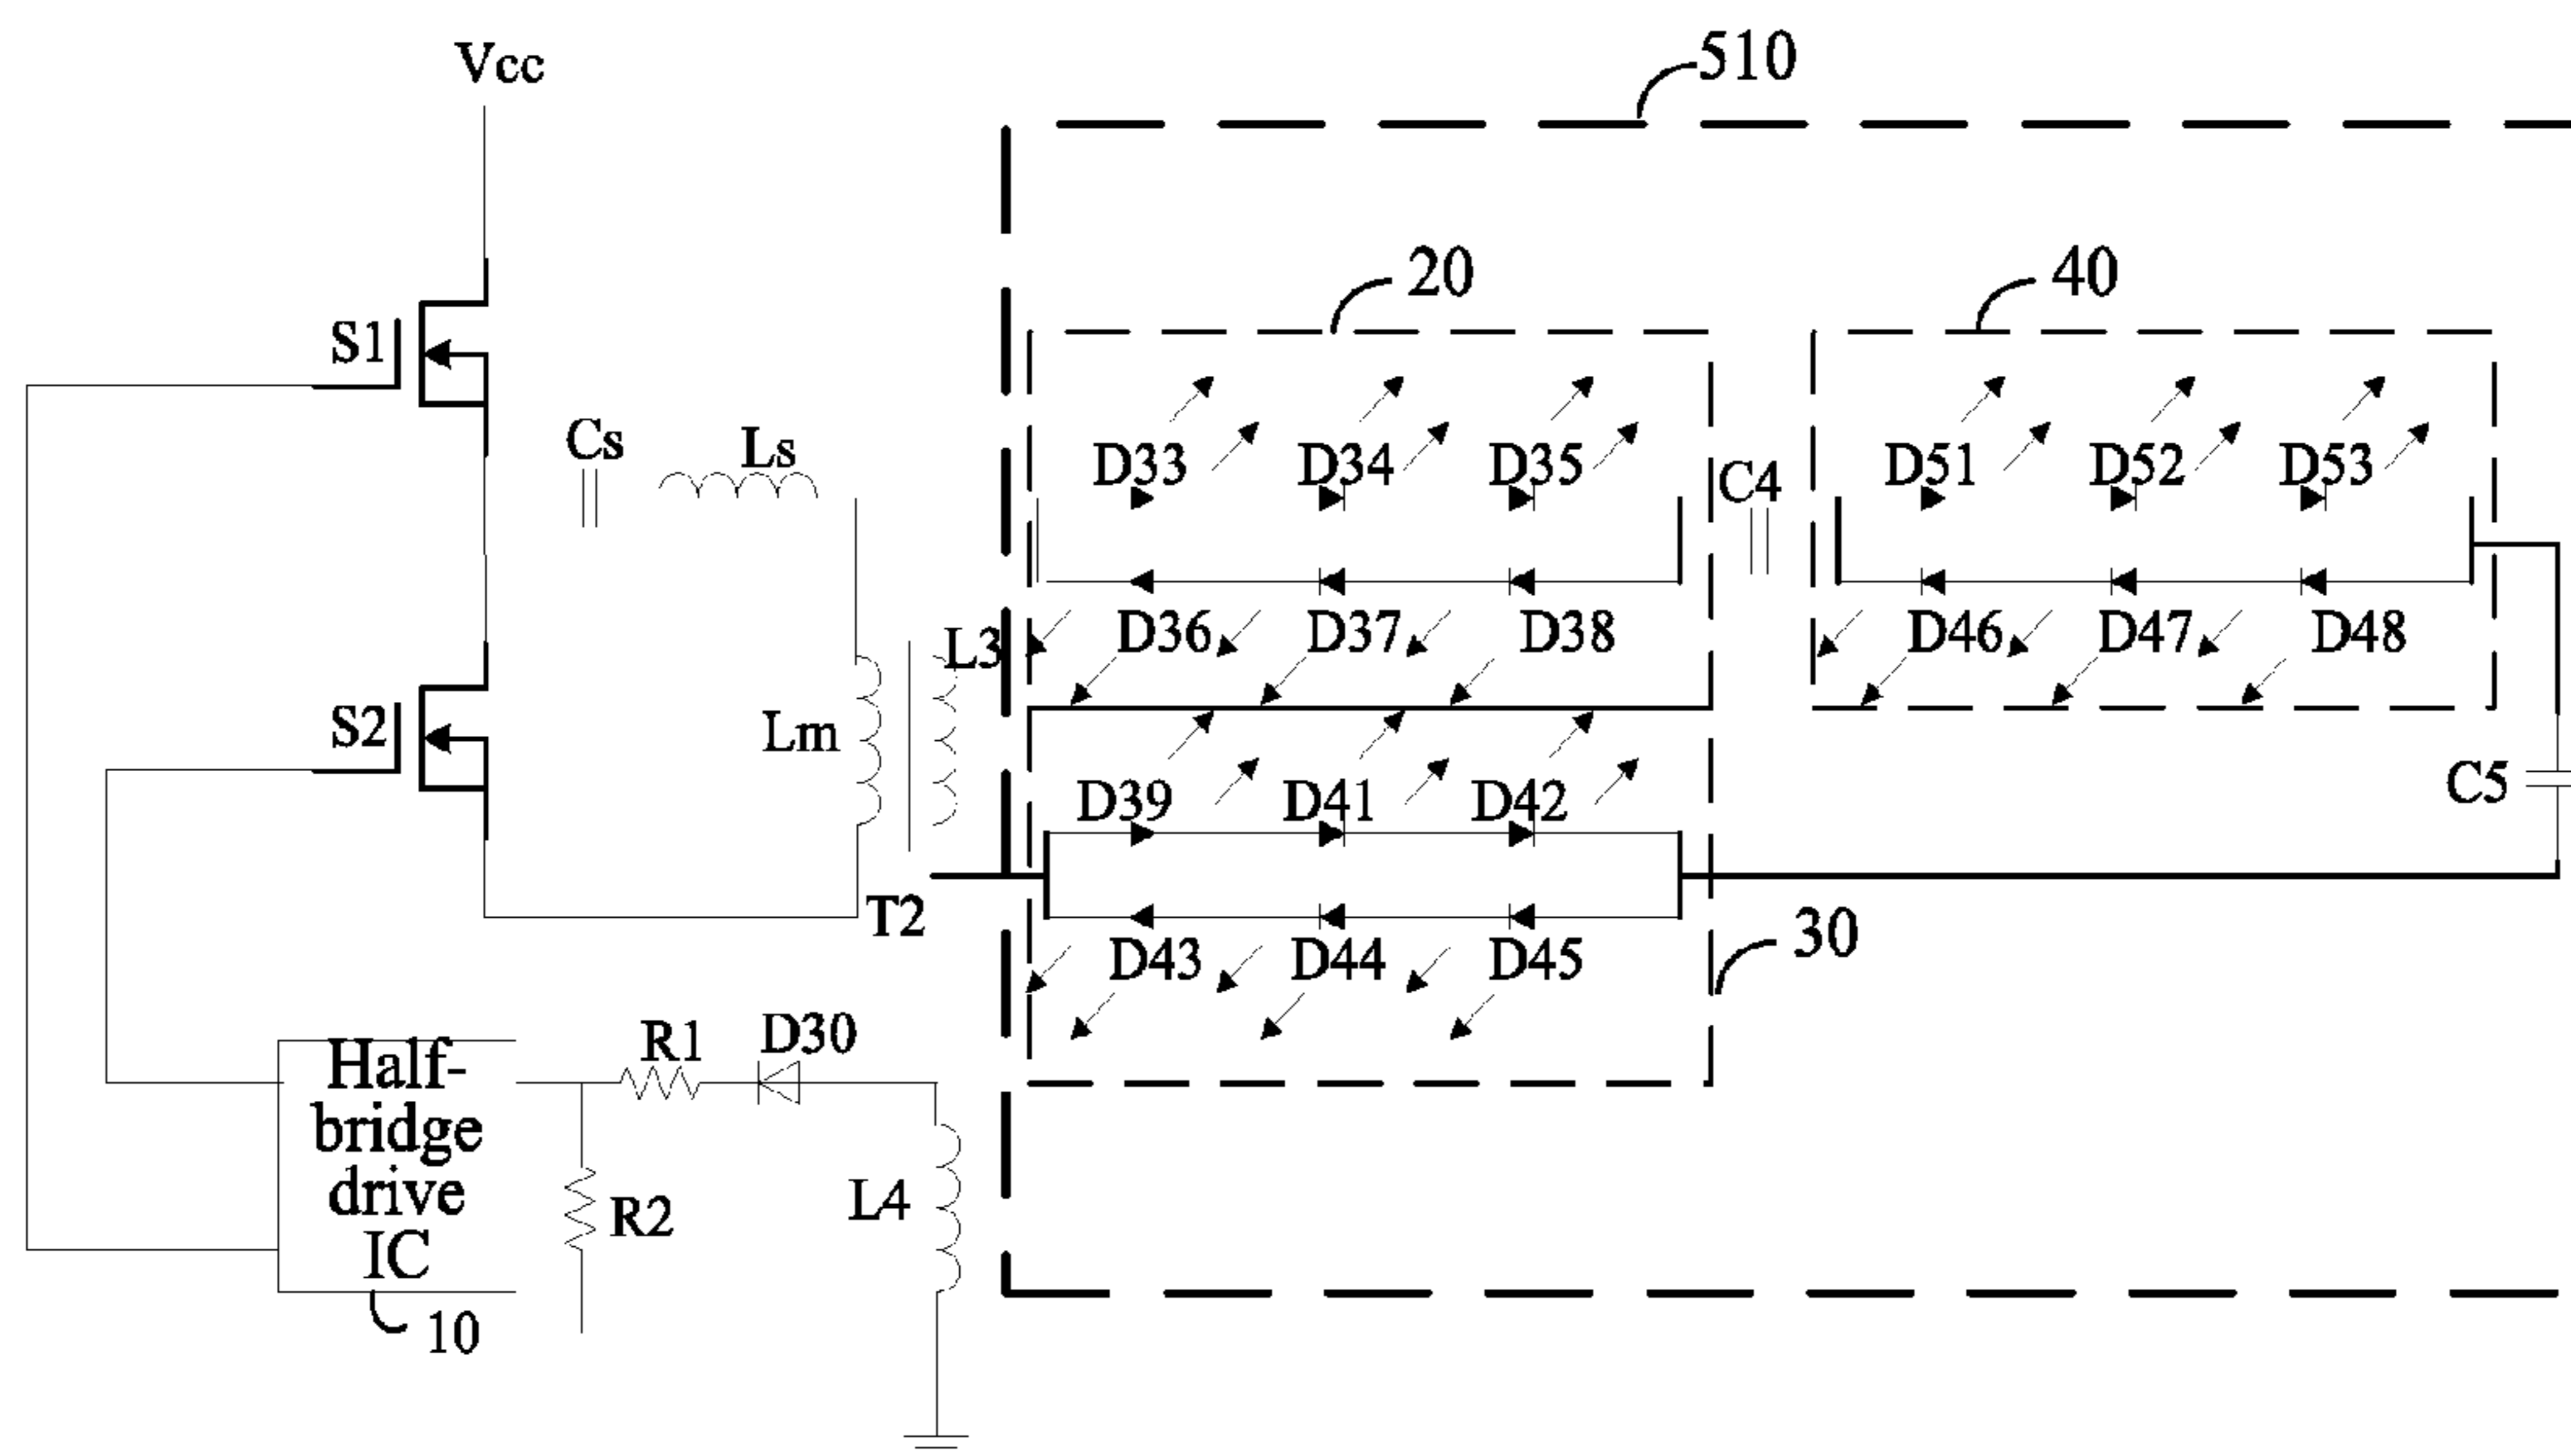 Vcc
510
20
40
S1
Cs
Ls
D33
D34
D35
C4
D51
D52
D53
D36
D37
D38
D46
D47
D48
L3
S2
Lm
D39
D41
D42
C5
T2
D43
D44
D45
30
Half-
bridge
drive
IC
R1
D30
R2
L4
10